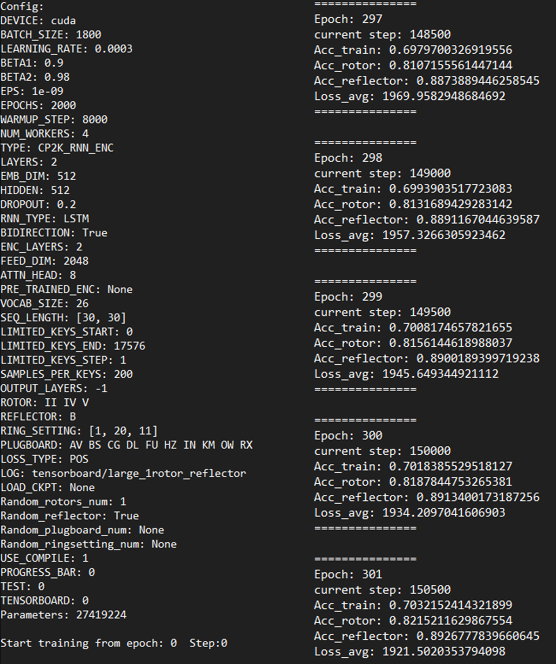 Config:
DEVICE: cuda
BATCH_SIZE: 1800
LEARNING_RATE: 0.0003
BETA1: 0.9
BETA2: 0.98
EPS: 1e-09
EPOCHS: 2000
WARMUP_STEP: 8000
NUM_WORKERS: 4
TYPE: CP2K_RNN_ENC
LAYERS: 2
EMB_DIM: 512
HIDDEN: 512
DROPOUT: 0.2
RNN_TYPE: LSTM
BIDIRECTION: True
ENC_LAYERS: 2
FEED_DIM: 2048
ATTN_HEAD: 8
PRE_TRAINED_ENC: None
VOCAB_SIZE: 26
SEQ_LENGTH: [30, 30]
LIMITED_KEYS_START: 0
LIMITED_KEYS_END: 17576
LIMITED_KEYS_STEP: 1
SAMPLES_PER_KEYS: 200
OUTPUT_LAYERS: -1
ROTOR: II IV V
REFLECTOR: B
RING_SETTING: [1, 20, 11]
PLUGBOARD: AV BS CG DL FU HZ IN KM OW RX
LOSS_TYPE: POS
LOG: tensorboard/large_1rotor_reflector
LOAD_CKPT: None
Random_rotors_num: 1
Random_reflector: True
Random_plugboard_num: None
Random_ringsetting_num: None
USE_COMPILE: 1
PROGRESS_BAR: 0
TEST: 0
TENSORBOARD: 0
Parameters: 27419224
Start training from epoch: 0  Step:0
===============
Epoch: 297
current step: 148500
Acc_train: 0.6979700326919556
Acc_rotor: 0.8107155561447144
Acc_reflector: 0.8873889446258545
Loss_avg: 1969.9582948684692
===============
===============
Epoch: 298
current step: 149000
Acc_train: 0.6993903517723083
Acc_rotor: 0.8131689429283142
Acc_reflector: 0.8891167044639587
Loss_avg: 1957.3266305923462
===============
===============
Epoch: 299
current step: 149500
Acc_train: 0.7008174657821655
Acc_rotor: 0.8156144618988037
Acc_reflector: 0.8900189399719238
Loss_avg: 1945.649344921112
===============
===============
Epoch: 300
current step: 150000
Acc_train: 0.7018385529518127
Acc_rotor: 0.8187844753265381
Acc_reflector: 0.8913400173187256
Loss_avg: 1934.2097041606903
===============
===============
Epoch: 301
current step: 150500
Acc_train: 0.7032152414321899
Acc_rotor: 0.8215211629867554
Acc_reflector: 0.8926777839660645
Loss_avg: 1921.5020353794098